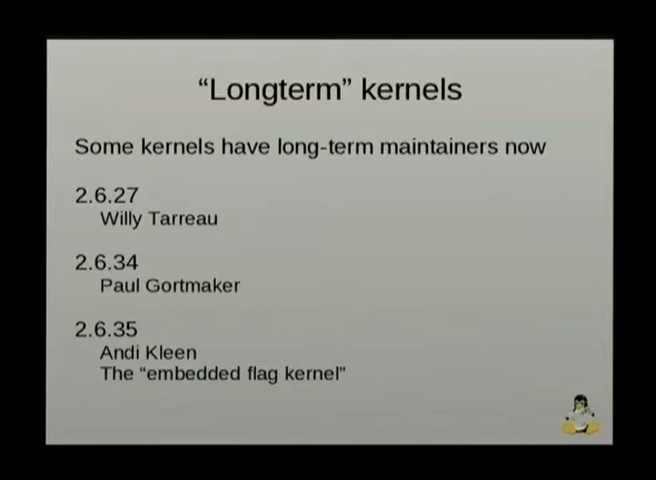 “Longterm” kernels
Some kernels have long-term maintainers now
2.6.27
Willy Tarreau
2.6.34
Paul Gortmaker
2.6.35
Andi Kleen
The “embedded flag kernel”